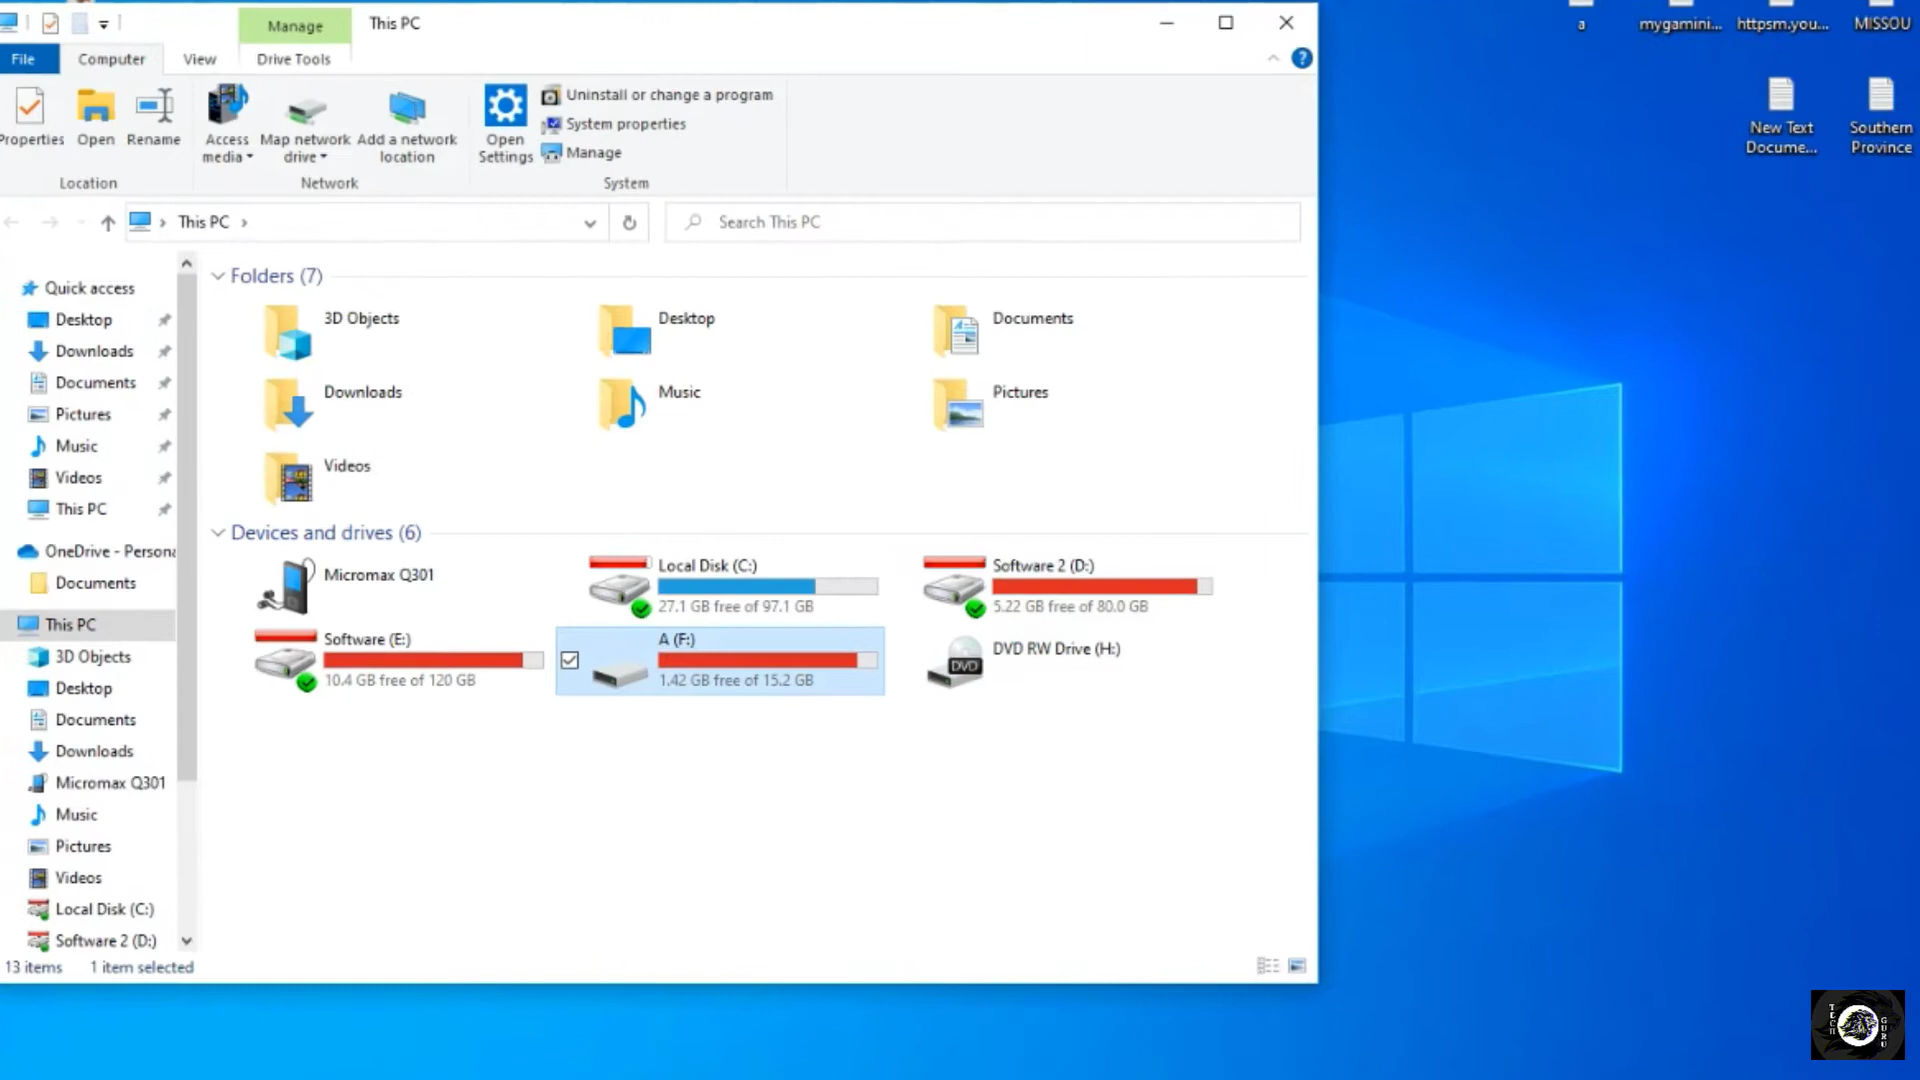 Manage
This PC
File
Computer
View
Drive Tools
Properties
Open
Rename
Access media
Map network drive
Add a network location
Open Settings
Uninstall or change a program
System properties
Manage
Location
Network
System
This PC
Search This PC
Quick access
Desktop
Downloads
Documents
Pictures
Music
Videos
This PC
OneDrive - Persona
Documents
This PC
3D Objects
Desktop
Documents
Downloads
Micromax Q301
Music
Pictures
Videos
Local Disk (C:)
Software 2 (D:)
Folders (7)
3D Objects
Desktop
Documents
Downloads
Music
Pictures
Videos
Devices and drives (6)
Micromax Q301
Local Disk (C:)
27.1 GB free of 97.1 GB
Software 2 (D:)
5.22 GB free of 80.0 GB
Software (E:)
10.4 GB free of 120 GB
A (F:)
1.42 GB free of 15.2 GB
DVD
DVD RW Drive (H:)
13 items
1 item selected
a
mygamini...
httpsm.you...
MISSOU
New Text Docume...
Southern Province
TECH
GURU